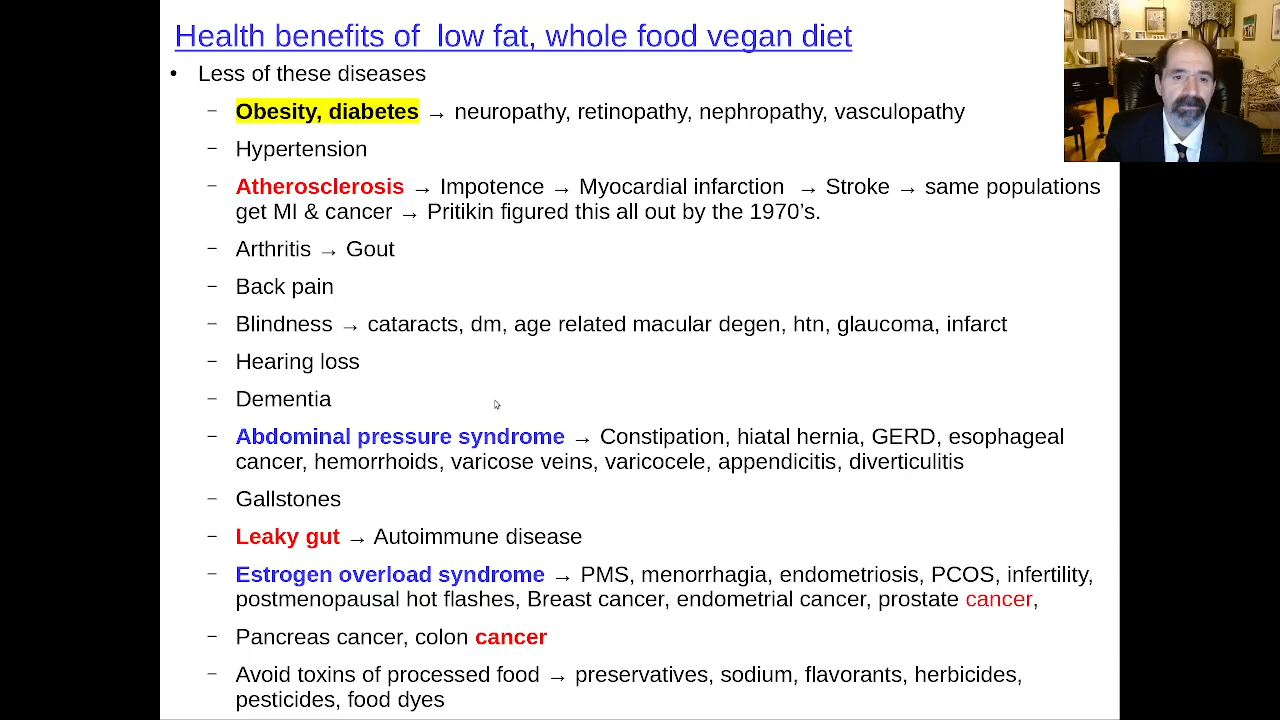 Health benefits of  low fat, whole food vegan diet
• Less of these diseases
– Obesity, diabetes → neuropathy, retinopathy, nephropathy, vasculopathy
– Hypertension
– Atherosclerosis → Impotence → Myocardial infarction  → Stroke → same populations
get MI & cancer → Pritikin figured this all out by the 1970’s.
– Arthritis → Gout
– Back pain
– Blindness → cataracts, dm, age related macular degen, htn, glaucoma, infarct
– Hearing loss
– Dementia
– Abdominal pressure syndrome → Constipation, hiatal hernia, GERD, esophageal
cancer, hemorrhoids, varicose veins, varicocele, appendicitis, diverticulitis
– Gallstones
– Leaky gut → Autoimmune disease
– Estrogen overload syndrome → PMS, menorrhagia, endometriosis, PCOS, infertility,
postmenopausal hot flashes, Breast cancer, endometrial cancer, prostate cancer,
– Pancreas cancer, colon cancer
– Avoid toxins of processed food → preservatives, sodium, flavorants, herbicides,
pesticides, food dyes